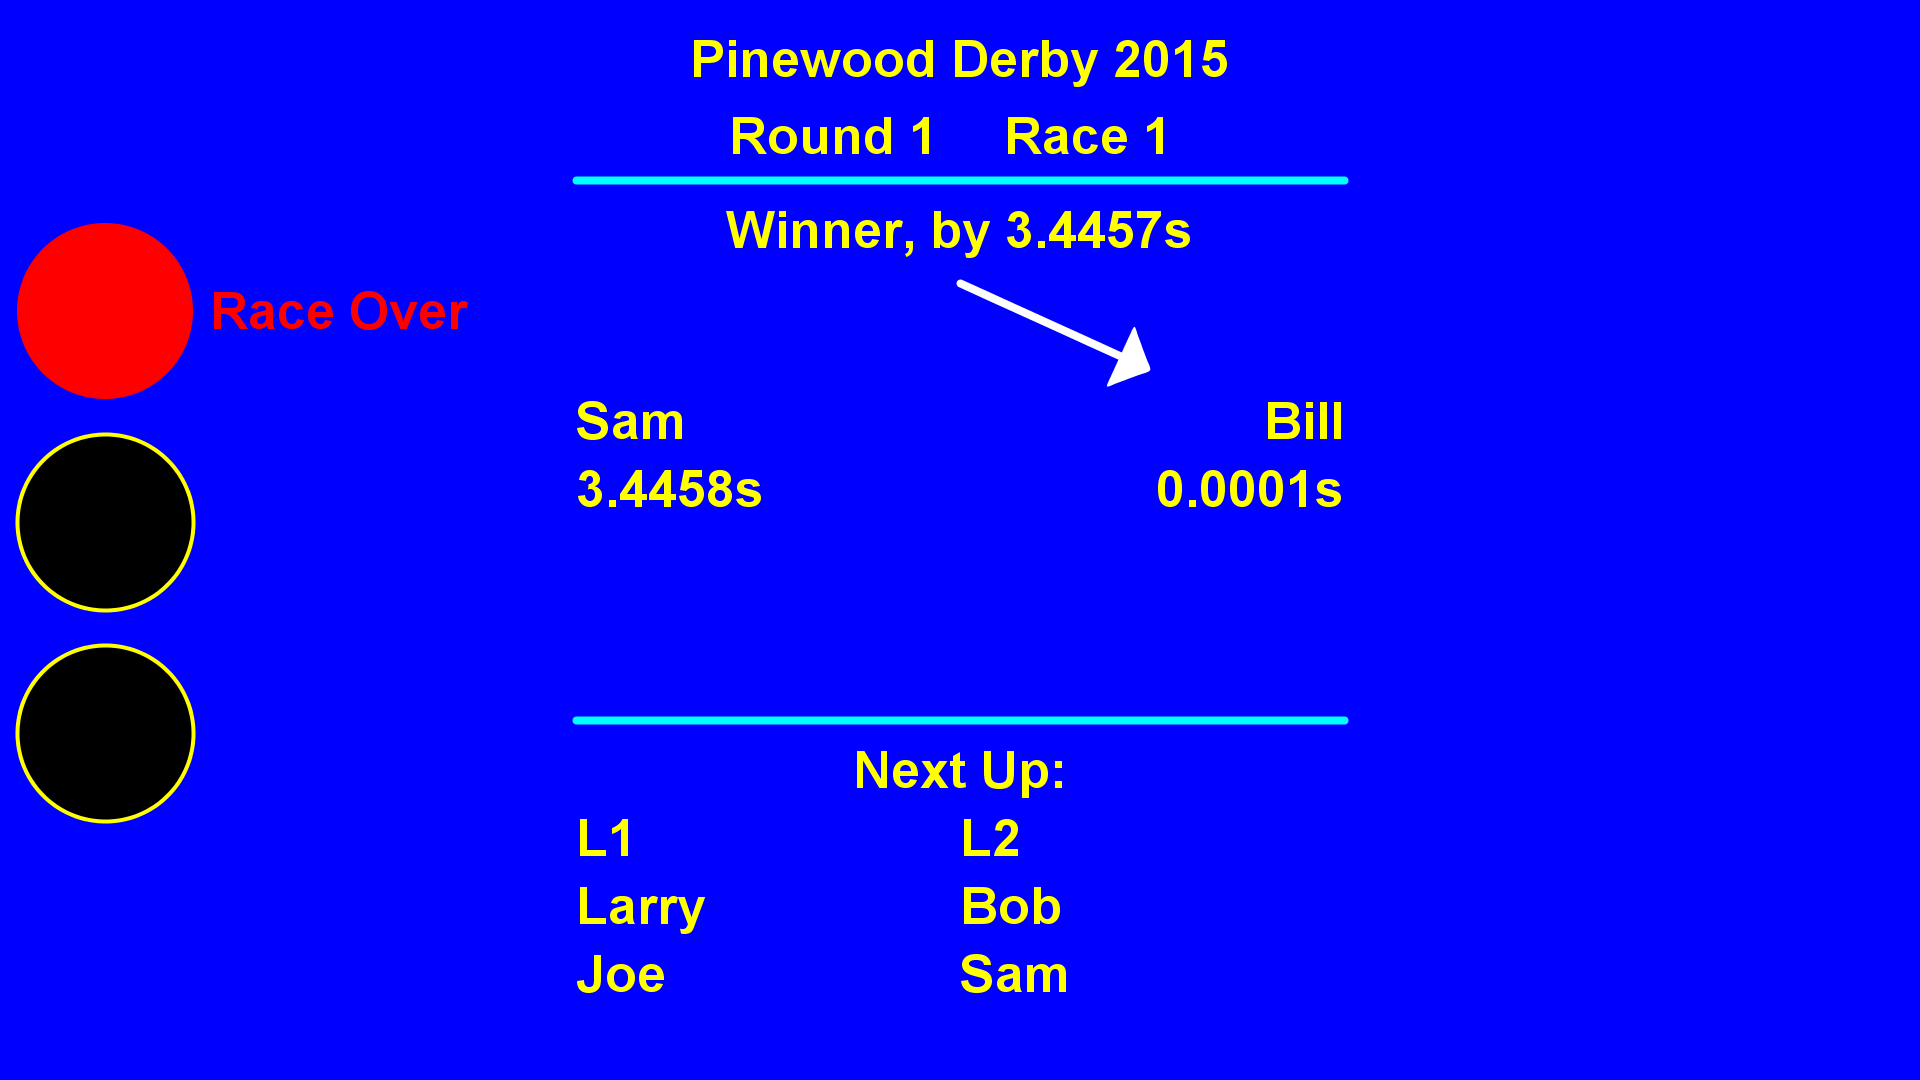 Pinewood Derby 2015
Round 1 Race 1
Winner, by 3.4457s
Race Over
Sam Bill
3.4458s 0.0001s
Next Up:
L1 L2
Larry Bob
Joe Sam